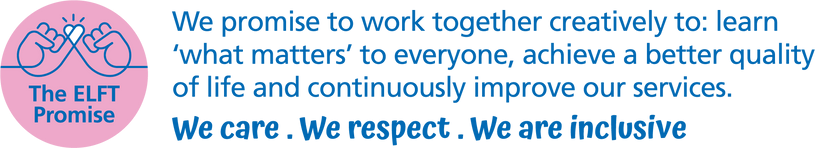 The ELFT
Promise
We promise to work together creatively to: learn
‘what matters’ to everyone, achieve a better quality
of life and continuously improve our services.
We care . We respect . We are inclusive